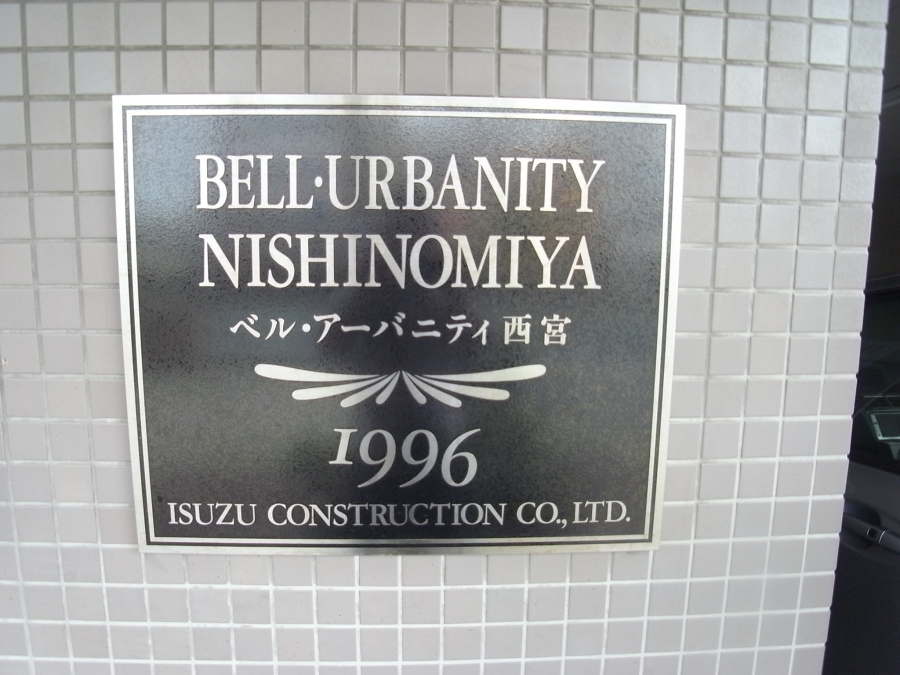 BELL·URBANITY
NISHINOMIYA
ベル・アーバニティ西宮
1996
ISUZU CONSTRUCTION CO., LTD.